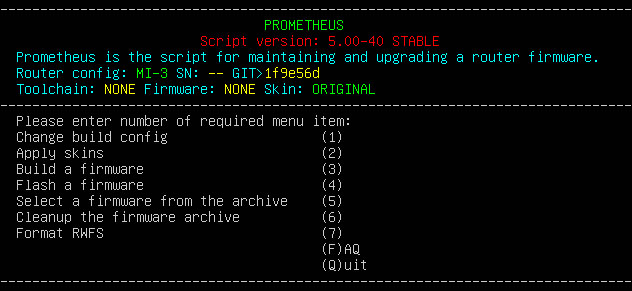 PROMETHEUS
Script version: 5.00-40 STABLE
Prometheus is the script for maintaining and upgrading a router firmware.
Router config: MI-3 SN: -- GIT>1f9e56d
Toolchain: NONE Firmware: NONE Skin: ORIGINAL
Please enter number of required menu item:
Change build config (1)
Apply skins (2)
Build a firmware (3)
Flash a firmware (4)
Select a firmware from the archive (5)
Cleanup the firmware archive (6)
Format RWFS (7)
(F)AQ
(Q)uit